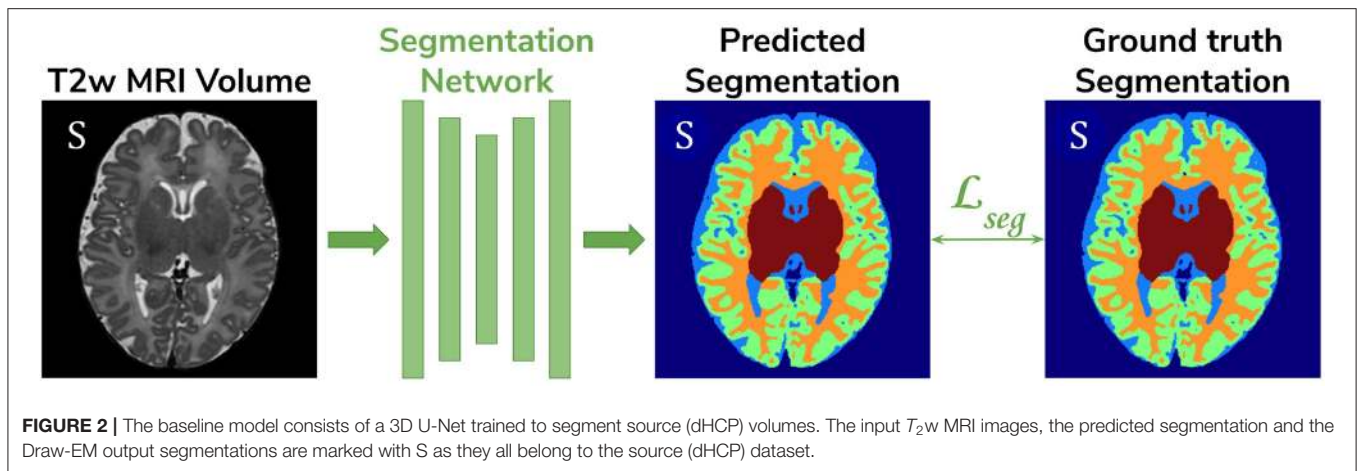 T2w MRI Volume
Segmentation
Network
Predicted
Segmentation
Ground truth
Segmentation
S
S
S
ℒseg
FIGURE 2 | The baseline model consists of a 3D U-Net trained to segment source (dHCP) volumes. The input T₂w MRI images, the predicted segmentation and the
Draw-EM output segmentations are marked with S as they all belong to the source (dHCP) dataset.